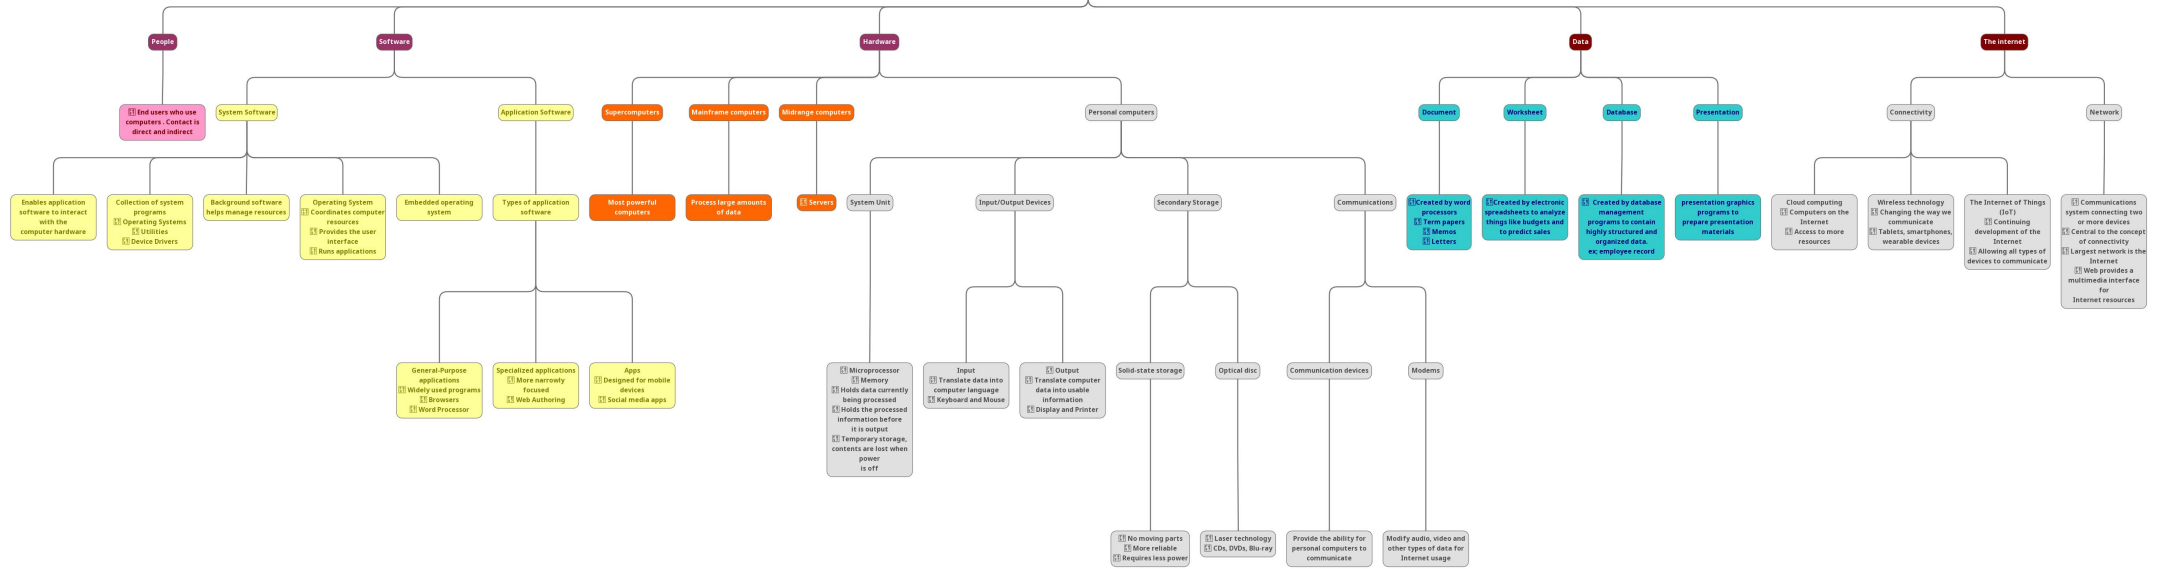 People
Software
Hardware
Data
The internet
End users who use
computers . Contact is
direct and indirect
System Software
Application Software
Supercomputers
Mainframe computers
Midrange computers
Personal computers
Document
Worksheet
Database
Presentation
Connectivity
Network
Enables application
software to interact
with the
computer hardware
Collection of system
programs
Operating Systems
Utilities
Device Drivers
Background software
helps manage resources
Operating System
Coordinates computer
resources
Provides the user
interface
Runs applications
Embedded operating
system
Types of application
software
Most powerful
computers
Process large amounts
of data
Servers
System Unit
Input/Output Devices
Secondary Storage
Communications
Created by word
processors
Term papers
Memos
Letters
Created by electronic
spreadsheets to analyze
things like budgets and
to predict sales
Created by database
management
programs to contain
highly structured and
organized data.
ex; employee record
presentation graphics
programs to
prepare presentation
materials
Cloud computing
Computers on the
Internet
Access to more
resources
Wireless technology
Changing the way we
communicate
Tablets, smartphones,
wearable devices
The Internet of Things
(IoT)
Continuing
development of the
Internet
Allowing all types of
devices to communicate
Communications
system connecting two
or more devices
Central to the concept
of connectivity
Largest network is the
Internet
Web provides a
multimedia interface
for
Internet resources
General-Purpose
applications
Widely used programs
Browsers
Word Processor
Specialized applications
More narrowly
focused
Web Authoring
Apps
Designed for mobile
devices
Social media apps
Microprocessor
Memory
Holds data currently
being processed
Holds the processed
information before
it is output
Temporary storage,
contents are lost when
power
is off
Input
Translate data into
computer language
Keyboard and Mouse
Output
Translate computer
data into usable
information
Display and Printer
Solid-state storage
Optical disc
Communication devices
Modems
No moving parts
More reliable
Requires less power
Laser technology
CDs, DVDs, Blu-ray
Provide the ability for
personal computers to
communicate
Modify audio, video and
other types of data for
Internet usage